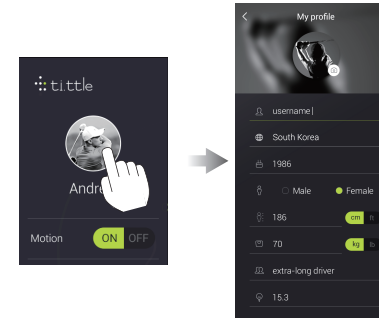 ti.ttle
Andre
Motion
ON OFF
My profile
username
South Korea
1986
Male Female
186 cm ft
70 kg lb
extra-long driver
15.3